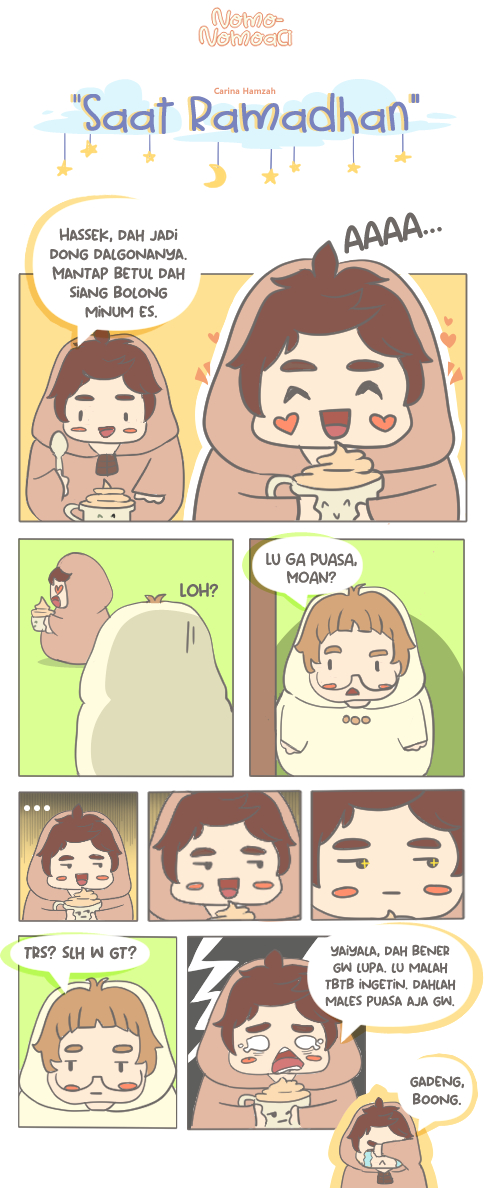 Nomo-
Nomoaci
Carina Hamzah
"Saat Ramadhan"
HASSEK, DAH JADI
DONG DALGONANYA.
MANTAP BETUL DAH
SIANG BOLONG
MINUM ES.
AAAA...
LOH?
LU GA PUASA,
MOAN?
...
TRS? SLH W GT?
YAIYALA, DAH BENER
GW LUPA. LU MALAH
TBTB INGETIN. DAHLAH
MALES PUASA AJA GW.
GADENG,
BOONG.